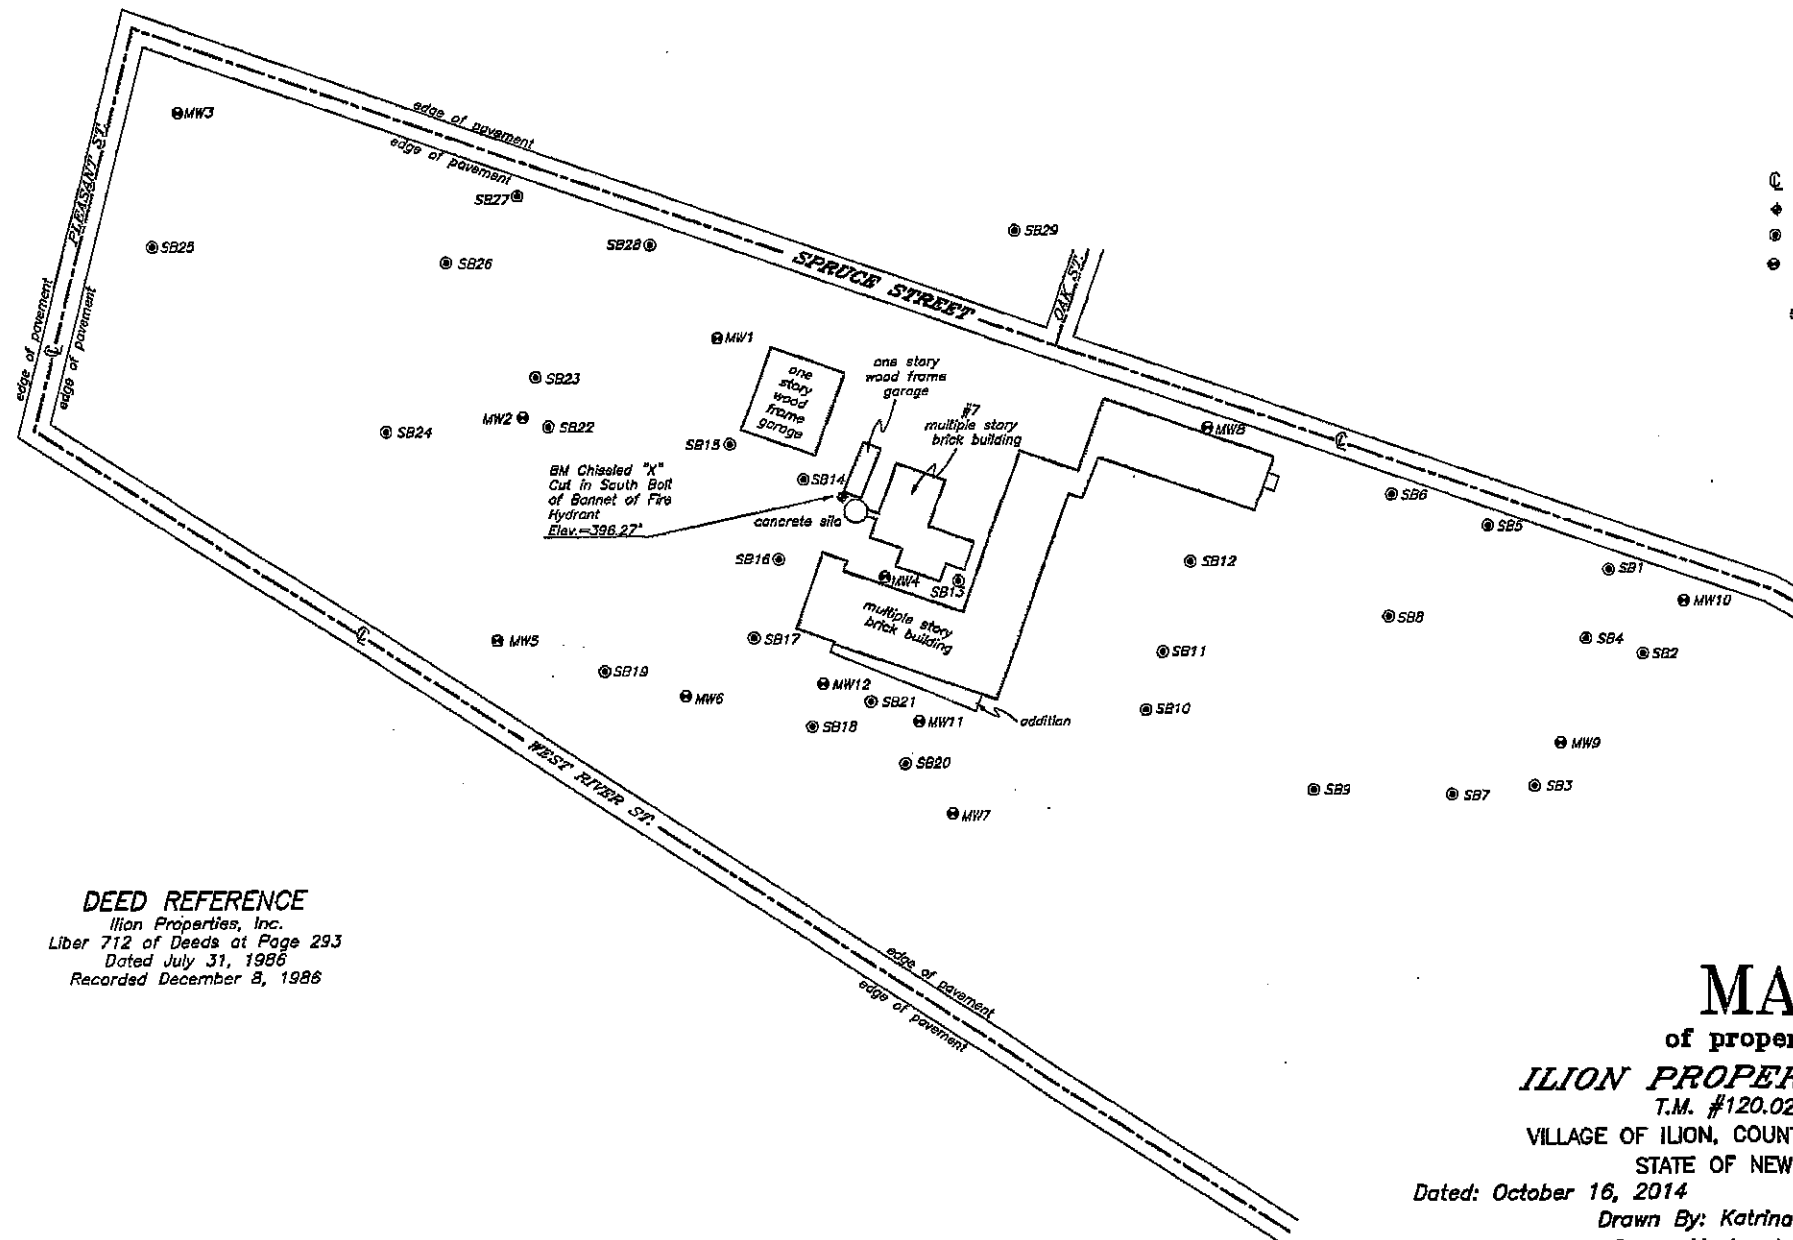 edge of pavement
edge of pavement
MW3
PLEASANT ST.
SB27
SB29
SB25
SB26
SB28
SPRUCE STREET
OAK ST.
edge of pavement
edge of pavement
MW1
one
story
wood
frame
garage
one story
wood frame
garage
SB23
#7
multiple story
brick building
MW2
SB22
SB24
SB15
MW8
BM Chiseled "X"
Cut in South Bolt
of Bonnet of Fire
Hydrant
Elev.=396.27'
SB14
concrete silo
SB6
SB5
SB16
MW4
SB13
SB12
SB1
MW10
multiple story
brick building
SB8
MW5
SB17
SB4
SB2
SB11
SB19
MW6
MW12
SB21
SB10
MW11
addition
SB18
MW9
WEST RIVER ST.
SB20
SB9
SB7
SB3
MW7
DEED REFERENCE
Ilion Properties, Inc.
Liber 712 of Deeds at Page 293
Dated July 31, 1986
Recorded December 8, 1986
edge of pavement
edge of pavement
MA
of proper
ILION PROPER
T.M. #120.02
VILLAGE OF ILION, COUNT
STATE OF NEW
Dated: October 16, 2014
Drawn By: Katrina